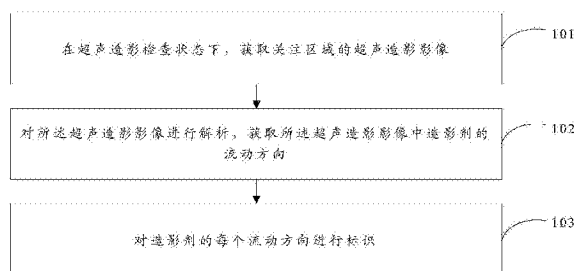 在超声造影检查状态下，获取关注区域的超声造影影像
101
对所述超声造影影像进行解析，获取所述超声造影影像中造影剂的
流动方向
102
对造影剂的每个流动方向进行标识
103